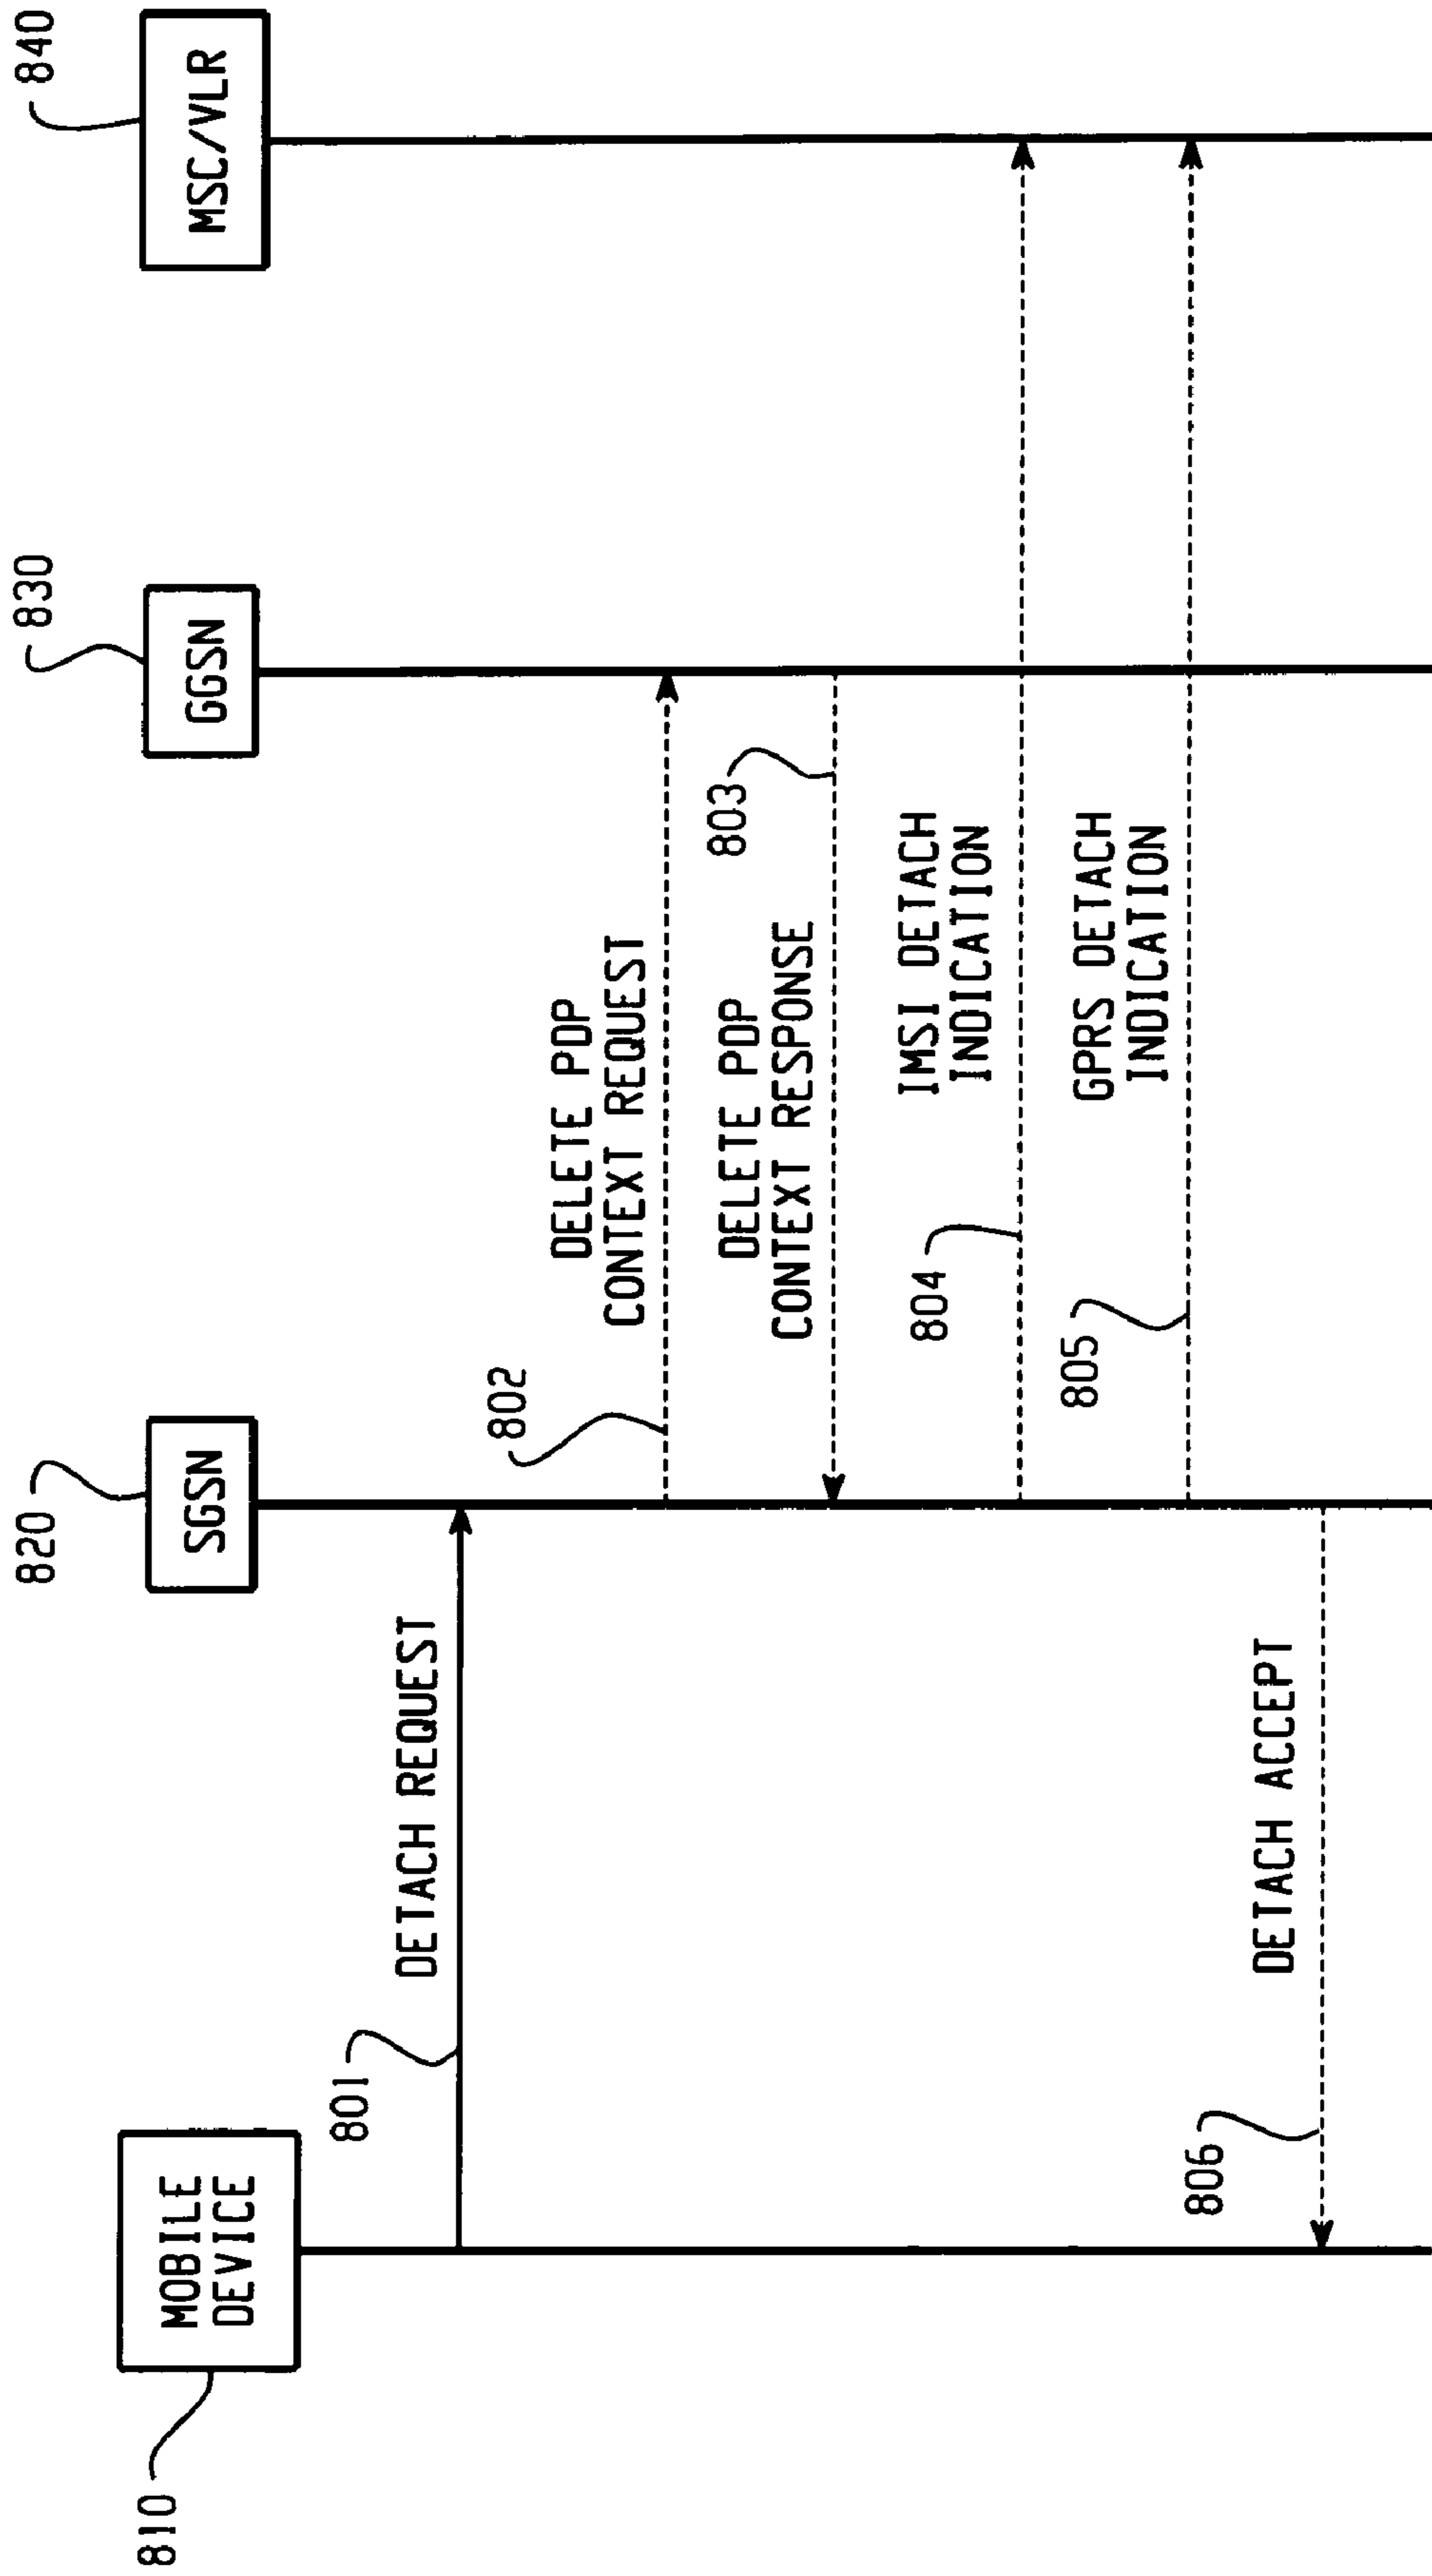 810
MOBILE
DEVICE
820
SGSN
830
GGSN
840
MSC/VLR
801
DETACH REQUEST
802
DELETE PDP
CONTEXT REQUEST
DELETE PDP
CONTEXT RESPONSE
803
804
IMSI DETACH
INDICATION
805
GPRS DETACH
INDICATION
806
DETACH ACCEPT